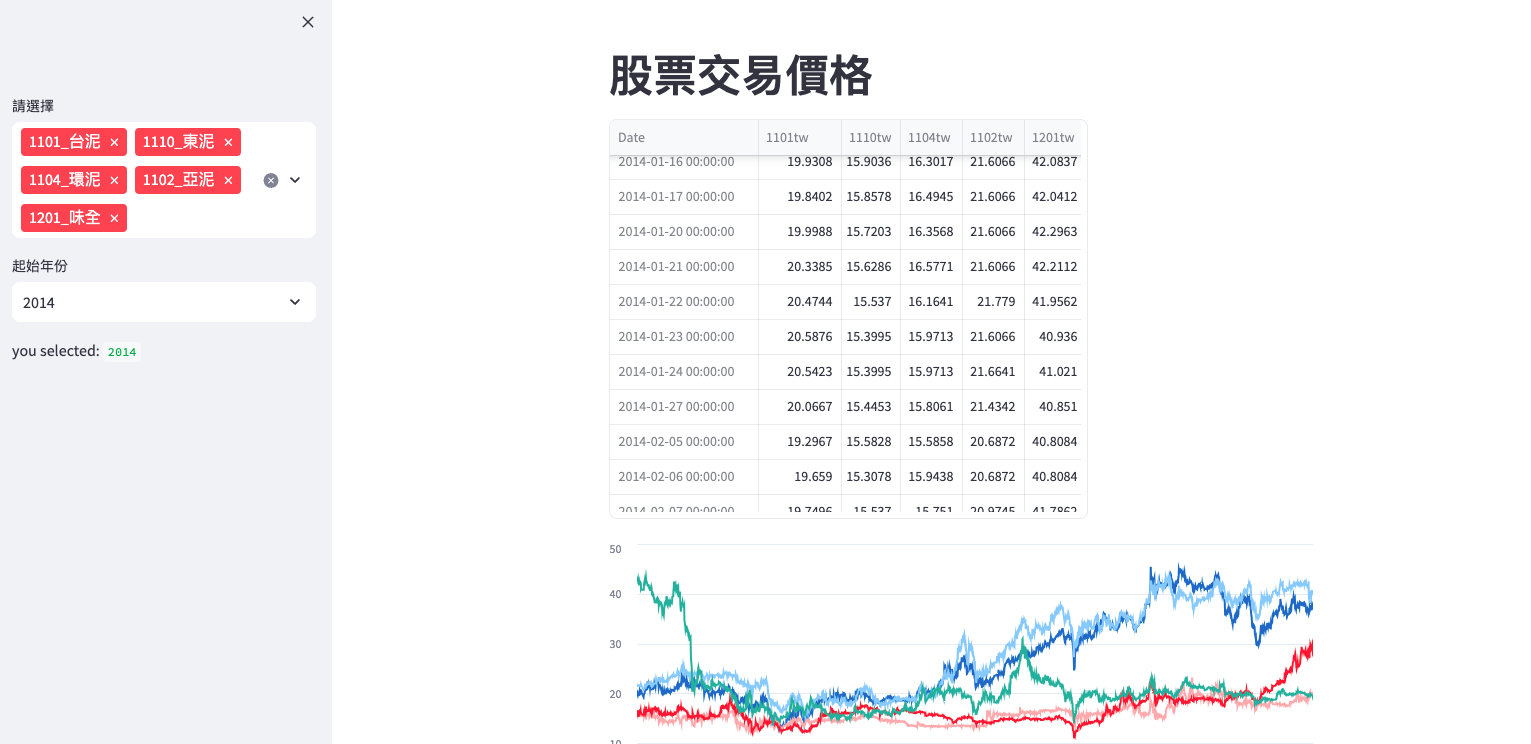 請選擇
1101_台泥 × 1110_東泥 ×
1104_環泥 × 1102_亞泥 ×
1201_味全 ×
起始年份
2014
you selected: 2014
股票交易價格
Date 1101tw 1110tw 1104tw 1102tw 1201tw
2014-01-16 00:00:00 19.9308 15.9036 16.3017 21.6066 42.0837
2014-01-17 00:00:00 19.8402 15.8578 16.4945 21.6066 42.0412
2014-01-20 00:00:00 19.9988 15.7203 16.3568 21.6066 42.2963
2014-01-21 00:00:00 20.3385 15.6286 16.5771 21.6066 42.2112
2014-01-22 00:00:00 20.4744 15.537 16.1641 21.779 41.9562
2014-01-23 00:00:00 20.5876 15.3995 15.9713 21.6066 40.936
2014-01-24 00:00:00 20.5423 15.3995 15.9713 21.6641 41.021
2014-01-27 00:00:00 20.0667 15.4453 15.8061 21.4342 40.851
2014-02-05 00:00:00 19.2967 15.5828 15.5858 20.6872 40.8084
2014-02-06 00:00:00 19.659 15.3078 15.9438 20.6872 40.8084
2014-02-07 00:00:00 19.7496 15.537 15.751 20.9745 41.7862
50
40
30
20
10